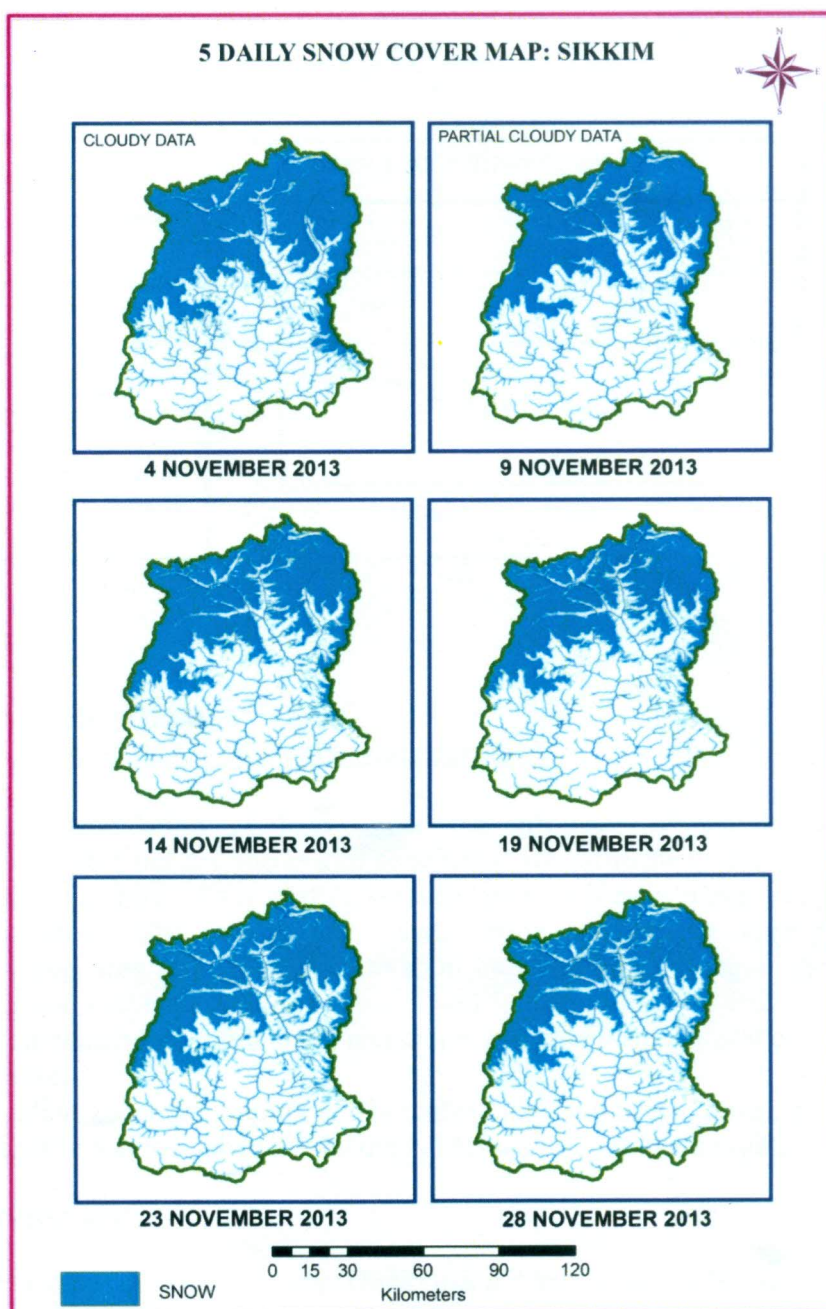 5 DAILY SNOW COVER MAP: SIKKIM
N
W E
S
CLOUDY DATA
PARTIAL CLOUDY DATA
4 NOVEMBER 2013
9 NOVEMBER 2013
14 NOVEMBER 2013
19 NOVEMBER 2013
23 NOVEMBER 2013
28 NOVEMBER 2013
0 15 30 60 90 120
Kilometers
SNOW